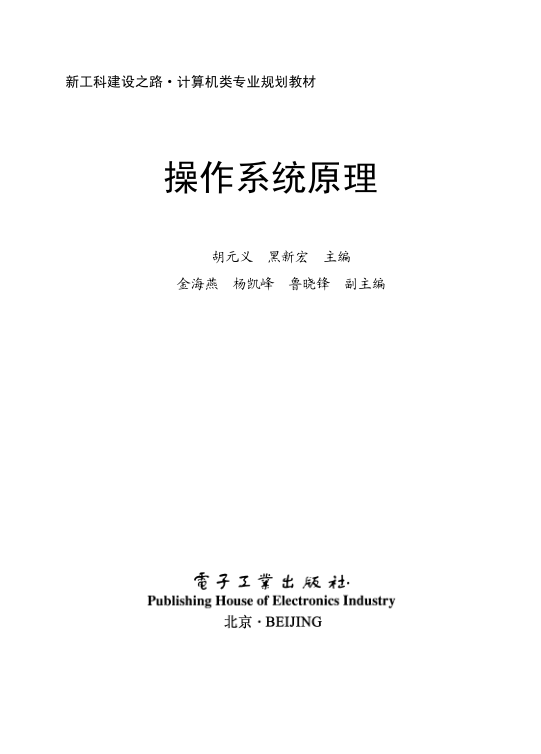 新工科建设之路·计算机类专业规划教材
操作系统原理
胡元义 黑新宏 主编
金海燕 杨凯峰 鲁晓锋 副主编
電子工業出版社.
Publishing House of Electronics Industry
北京·BEIJING